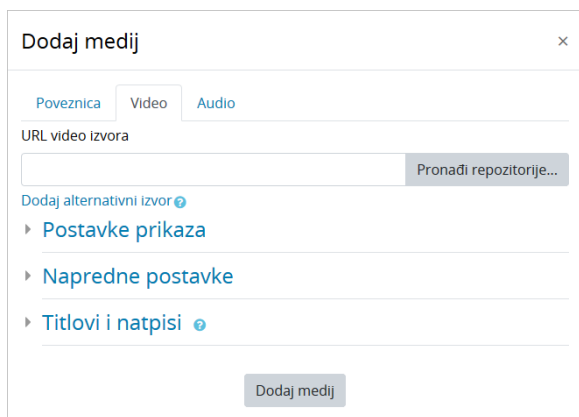 Dodaj medij ×
Poveznica Video Audio
URL video izvora
Pronađi repozitorije...
Dodaj alternativni izvor ?
Postavke prikaza
Napredne postavke
Titlovi i natpisi ?
Dodaj medij